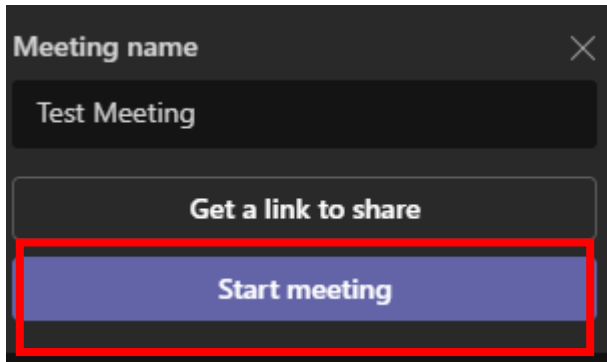 Meeting name
Test Meeting
Get a link to share
Start meeting